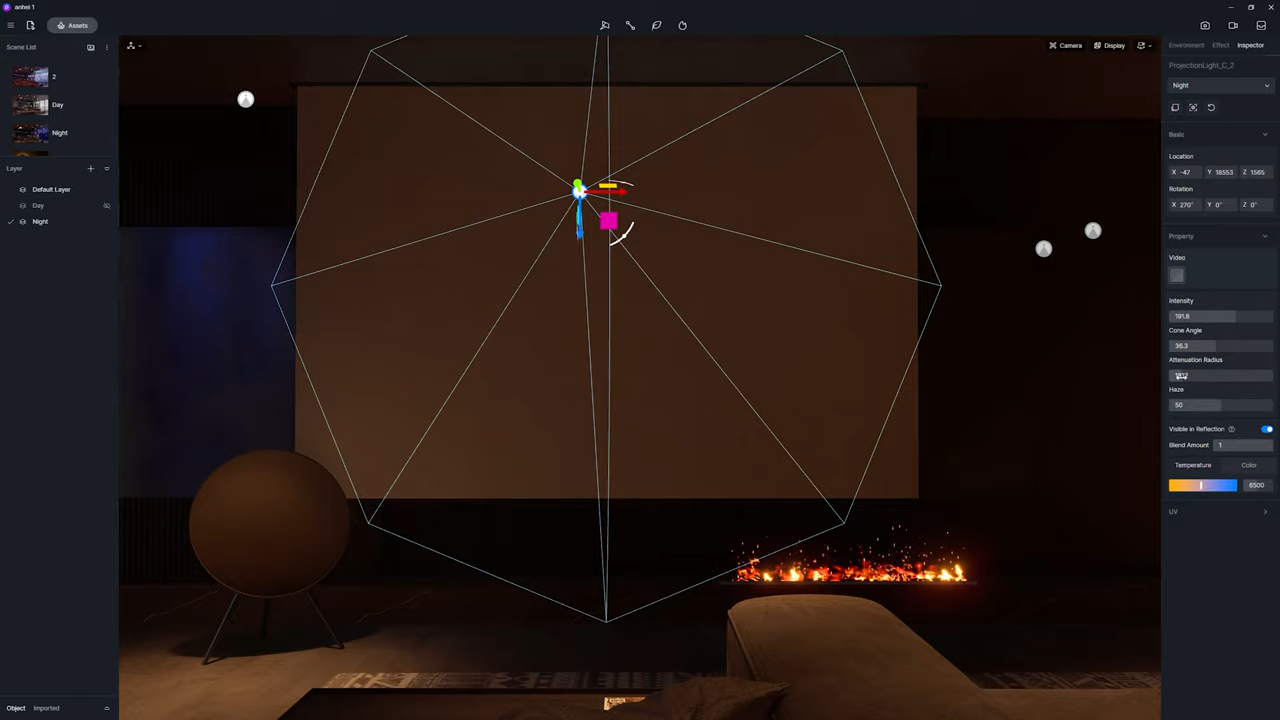 anhei 1
Assets
Scene List
2
Day
Night
Layer
Default Layer
Day
Night
Object Imported
Camera Display
Environment Effect Inspector
ProjectionLight_C_2
Night
Basic
Location
X -47 Y 18553 Z 1565
Rotation
X 270° Y 0° Z 0°
Property
Video
Intensity
191.8
Cone Angle
36.3
Attenuation Radius
Haze
50
Visible in Reflection
Blend Amount 1
Temperature Color
6500
UV